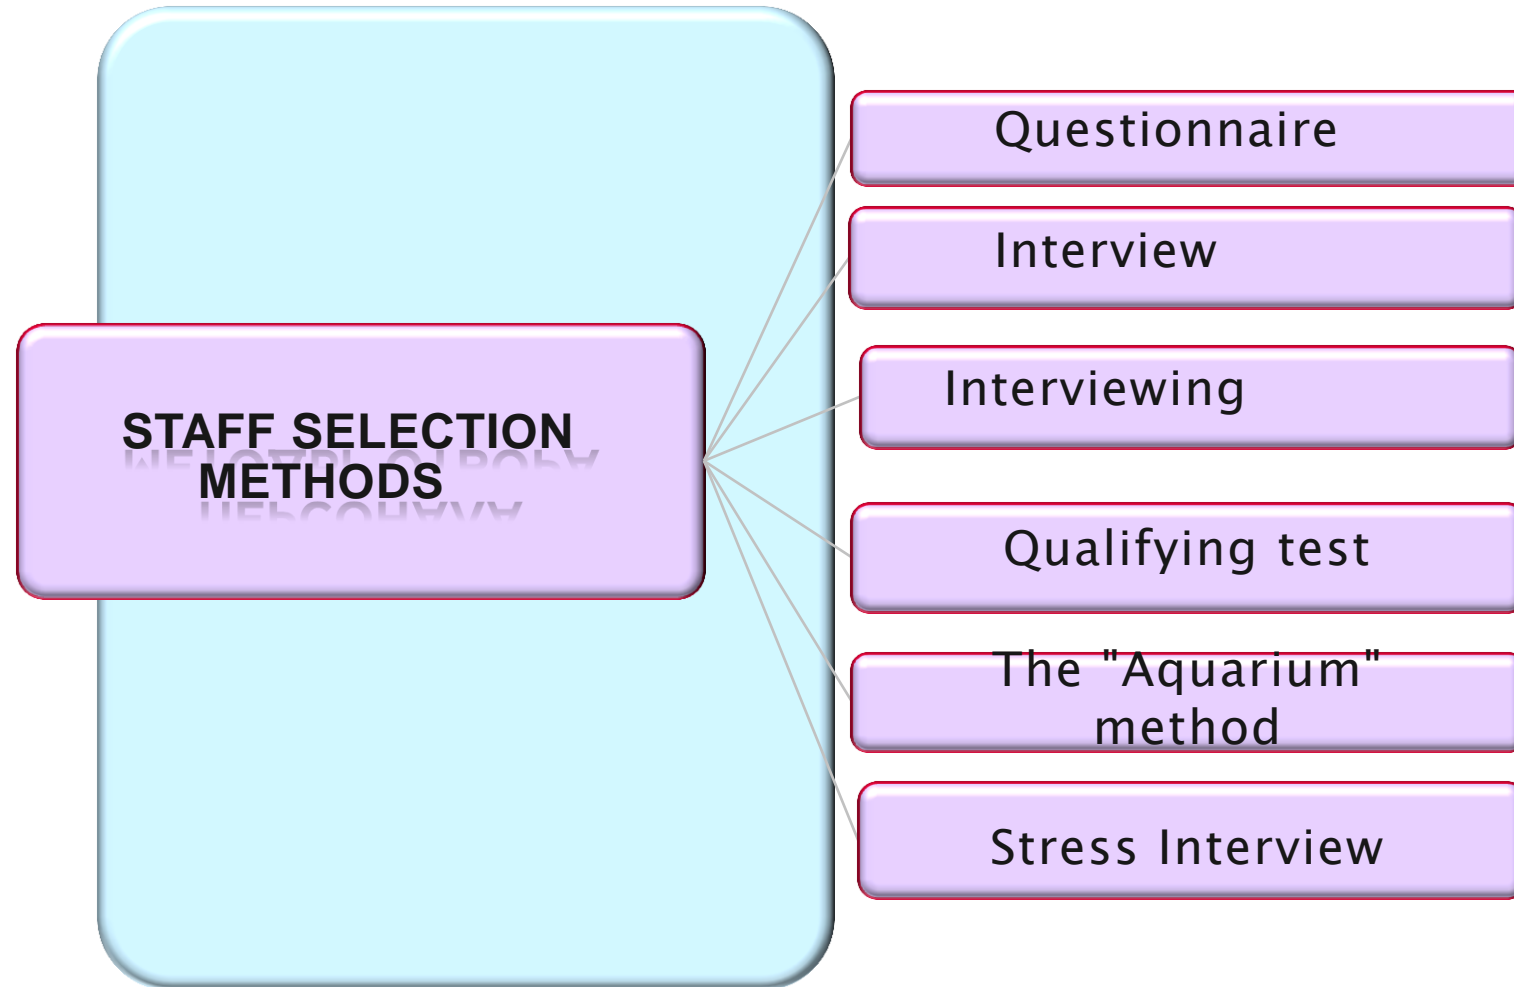 STAFF SELECTION
METHODS
Questionnaire
Interview
Interviewing
Qualifying test
The "Aquarium"
method
Stress Interview